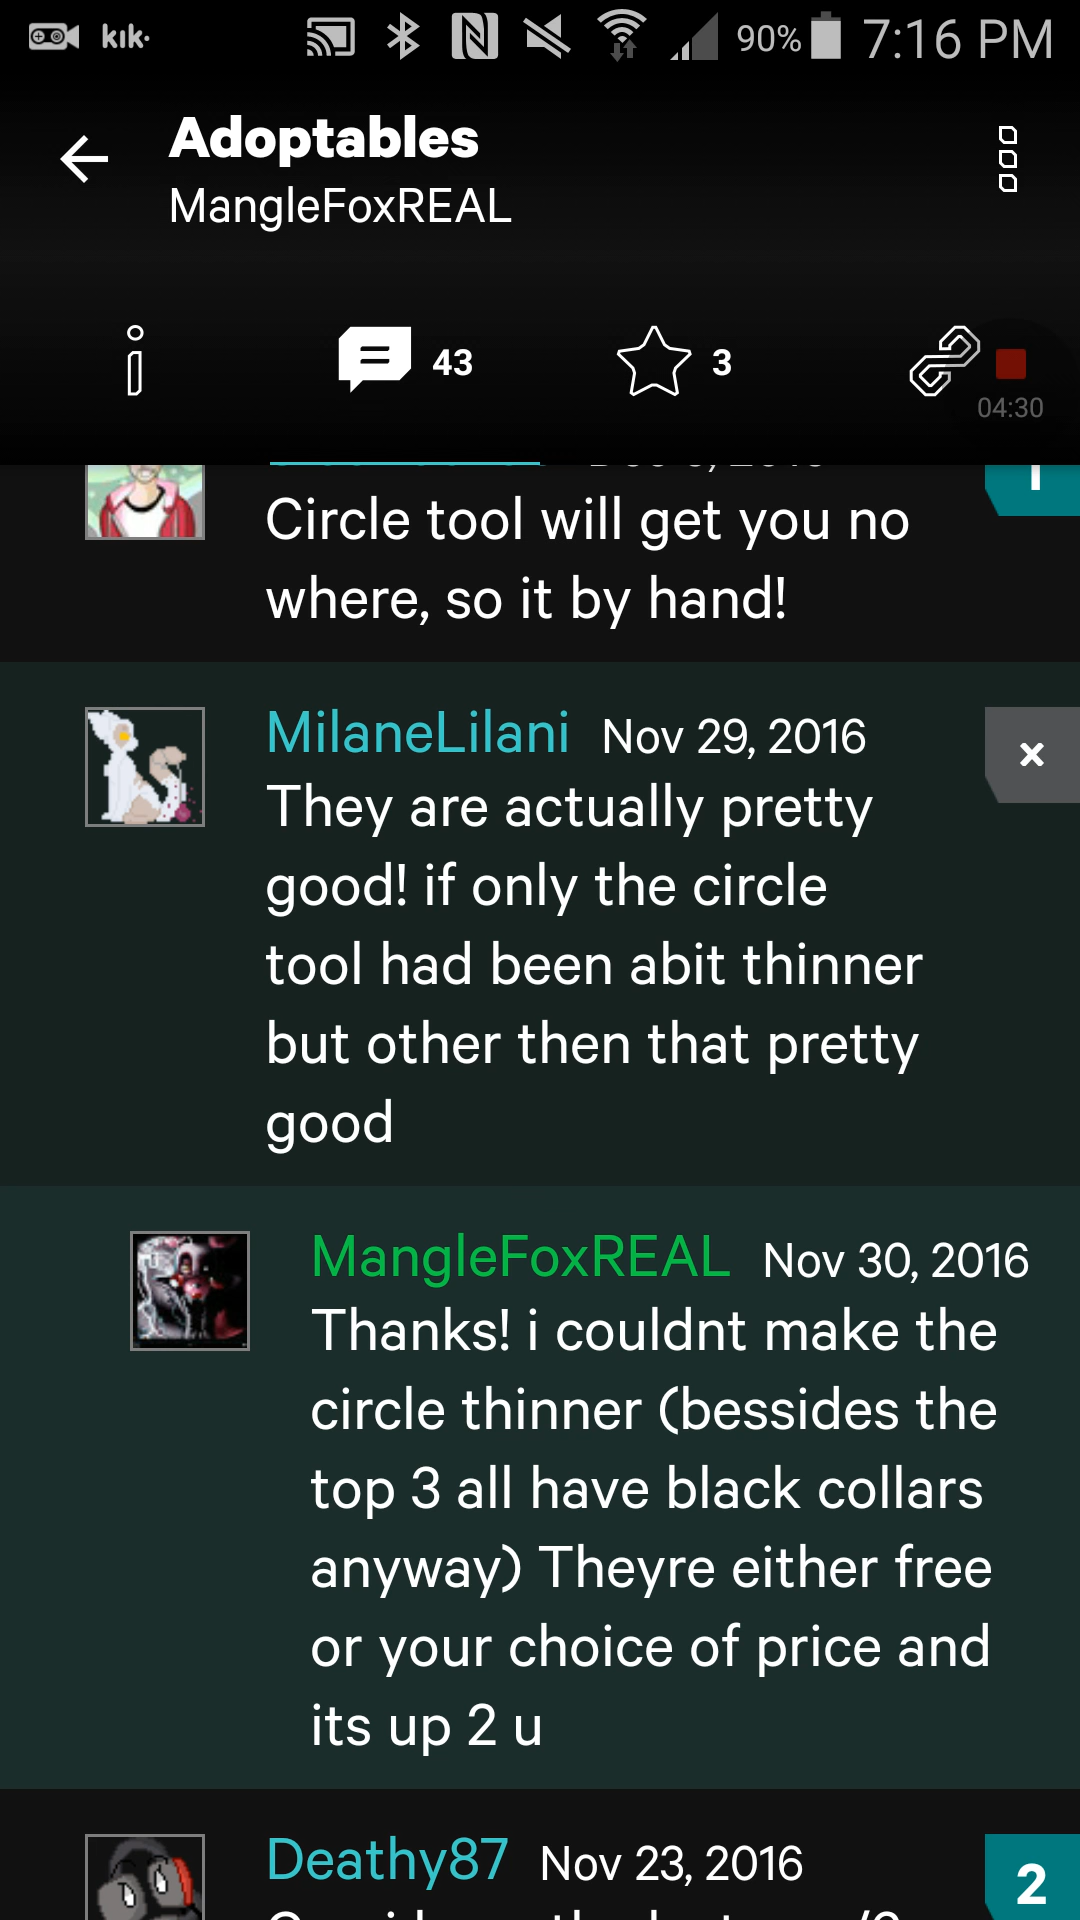 kik.
90% 7:16 PM
Adoptables
MangleFoxREAL
43
3
04:30
1
Circle tool will get you no
where, so it by hand!
MilaneLilani Nov 29, 2016
They are actually pretty
good! if only the circle
tool had been abit thinner
but other then that pretty
good
MangleFoxREAL Nov 30, 2016
Thanks! i couldnt make the
circle thinner (bessides the
top 3 all have black collars
anyway) Theyre either free
or your choice of price and
its up 2 u
Deathy87 Nov 23, 2016
2